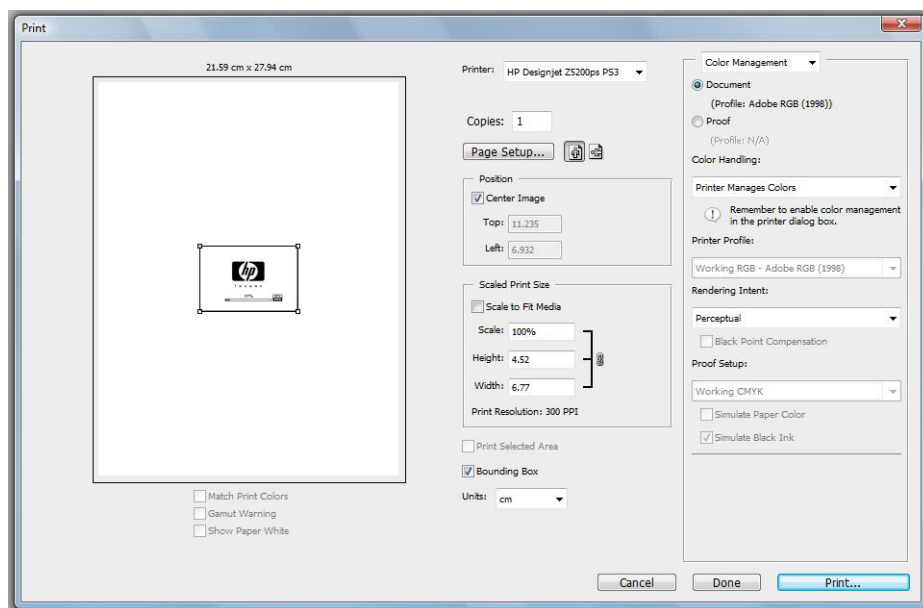 Print
21.59 cm x 27.94 cm
hp
invent
Match Print Colors
Gamut Warning
Show Paper White
Printer: HP Designjet Z5200ps PS3
Copies: 1
Page Setup...
Position
Center Image
Top: 11.235
Left: 6.932
Scaled Print Size
Scale to Fit Media
Scale: 100%
Height: 4.52
Width: 6.77
Print Resolution: 300 PPI
Print Selected Area
Bounding Box
Units: cm
Color Management
Document
(Profile: Adobe RGB (1998))
Proof
(Profile: N/A)
Color Handling:
Printer Manages Colors
Remember to enable color management
in the printer dialog box.
Printer Profile:
Working RGB - Adobe RGB (1998)
Rendering Intent:
Perceptual
Black Point Compensation
Proof Setup:
Working CMYK
Simulate Paper Color
Simulate Black Ink
Cancel
Done
Print...